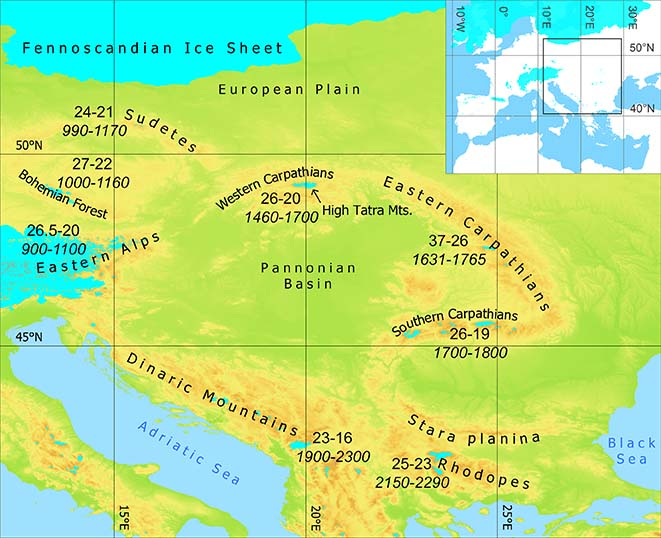 10°W
0°
10°E
20°E
30°E
50°N
40°N
Fennoscandian Ice Sheet
European Plain
24-21
990-1170
Sudetes
50°N
27-22
1000-1160
Bohemian Forest
Western Carpathians
26-20
1460-1700
High Tatra Mts.
Eastern Carpathians
37-26
1631-1765
26.5-20
900-1100
Eastern Alps
Pannonian
Basin
Southern Carpathians
26-19
1700-1800
45°N
Dinaric Mountains
23-16
1900-2300
Adriatic Sea
Stara planina
25-23
2150-2290
Rhodopes
Black
Sea
15°E
20°E
25°E